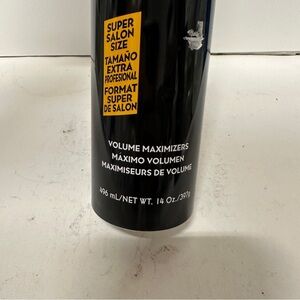 SUPER
SALON
SIZE
TAMAÑO
EXTRA
PROFESIONAL
FORMAT
SUPER
DE SALON
VOLUME MAXIMIZERS
MÁXIMO VOLUMEN
MAXIMISEURS DE VOLUME
496 mL/NET WT. 14 Oz./397g